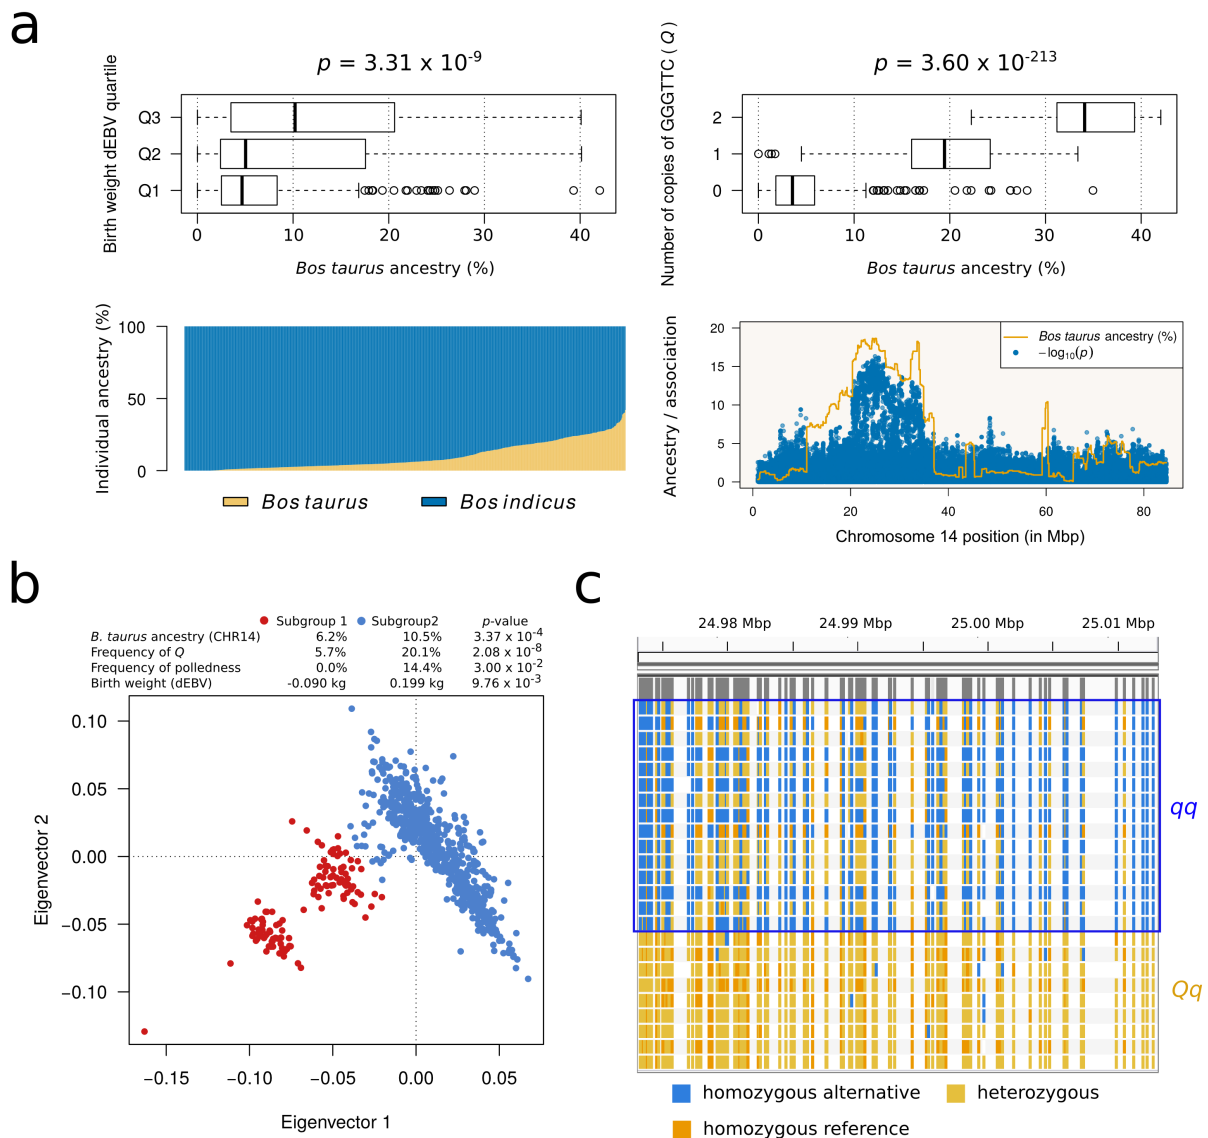 a
p = 3.31 x 10-9
Birth weight dEBV quartile
Q3
Q2
Q1
0 10 20 30 40
Bos taurus ancestry (%)
p = 3.60 x 10-213
Number of copies of GGGTTC ( Q )
2
1
0
0 10 20 30 40
Bos taurus ancestry (%)
Individual ancestry (%)
100
50
0
Bos taurus
Bos indicus
Ancestry / association
20
15
10
5
0
Bos taurus ancestry (%)
−log10(p)
0 20 40 60 80
Chromosome 14 position (in Mbp)
b
Subgroup 1 Subgroup2 p-value
B. taurus ancestry (CHR14) 6.2% 10.5% 3.37 x 10-4
Frequency of Q 5.7% 20.1% 2.08 x 10-8
Frequency of polledness 0.0% 14.4% 3.00 x 10-2
Birth weight (dEBV) -0.090 kg 0.199 kg 9.76 x 10-3
Eigenvector 2
0.10
0.05
0.00
−0.05
−0.10
−0.15 −0.10 −0.05 0.00 0.05
Eigenvector 1
c
24.98 Mbp 24.99 Mbp 25.00 Mbp 25.01 Mbp
qq
Qq
homozygous alternative
heterozygous
homozygous reference